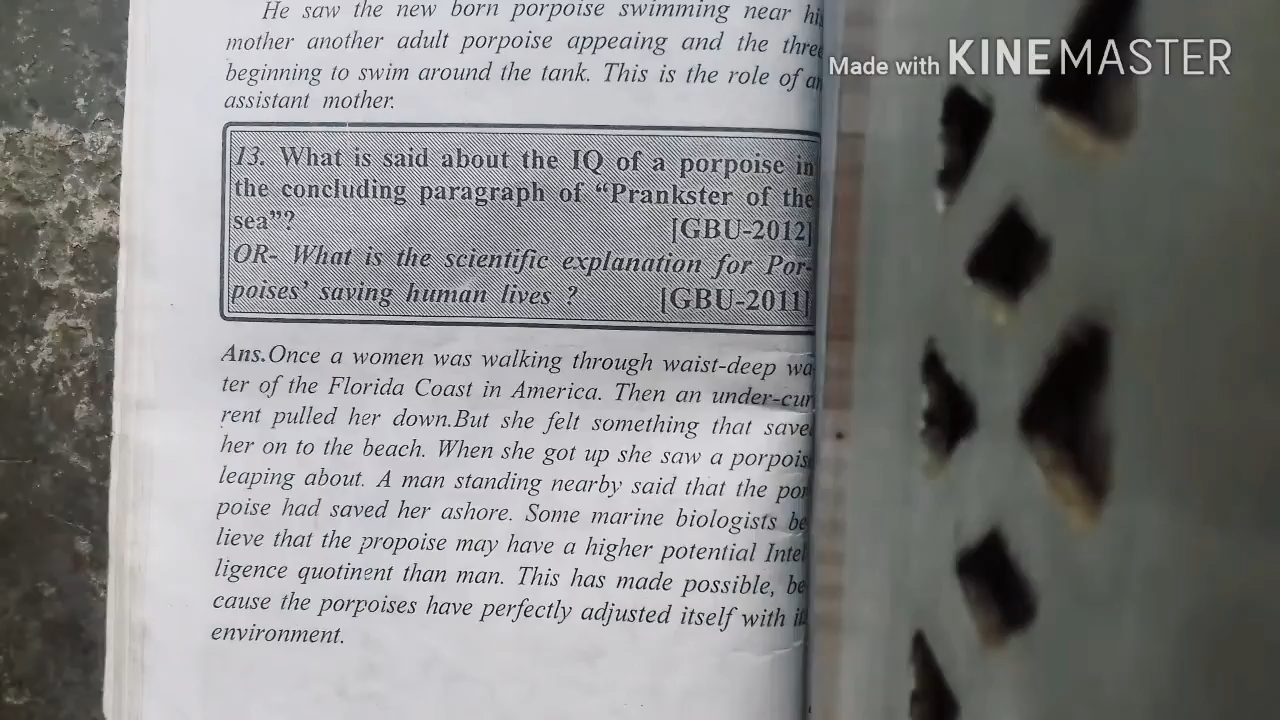 He saw the new born porpoise swimming near his
mother another adult porpoise appeaing and the three
beginning to swim around the tank. This is the role of an
assistant mother.
13. What is said about the IQ of a porpoise in
the concluding paragraph of “Prankster of the
sea”? [GBU-2012]
OR- What is the scientific explanation for Por-
poises’ saving human lives ? [GBU-2011]
Ans.Once a women was walking through waist-deep wa
ter of the Florida Coast in America. Then an under-cur
rent pulled her down.But she felt something that save
her on to the beach. When she got up she saw a porpois
leaping about. A man standing nearby said that the por
poise had saved her ashore. Some marine biologists be
lieve that the propoise may have a higher potential Intel
ligence quotinent than man. This has made possible, be
cause the porpoises have perfectly adjusted itself with it
environment.
Made with KINEMASTER